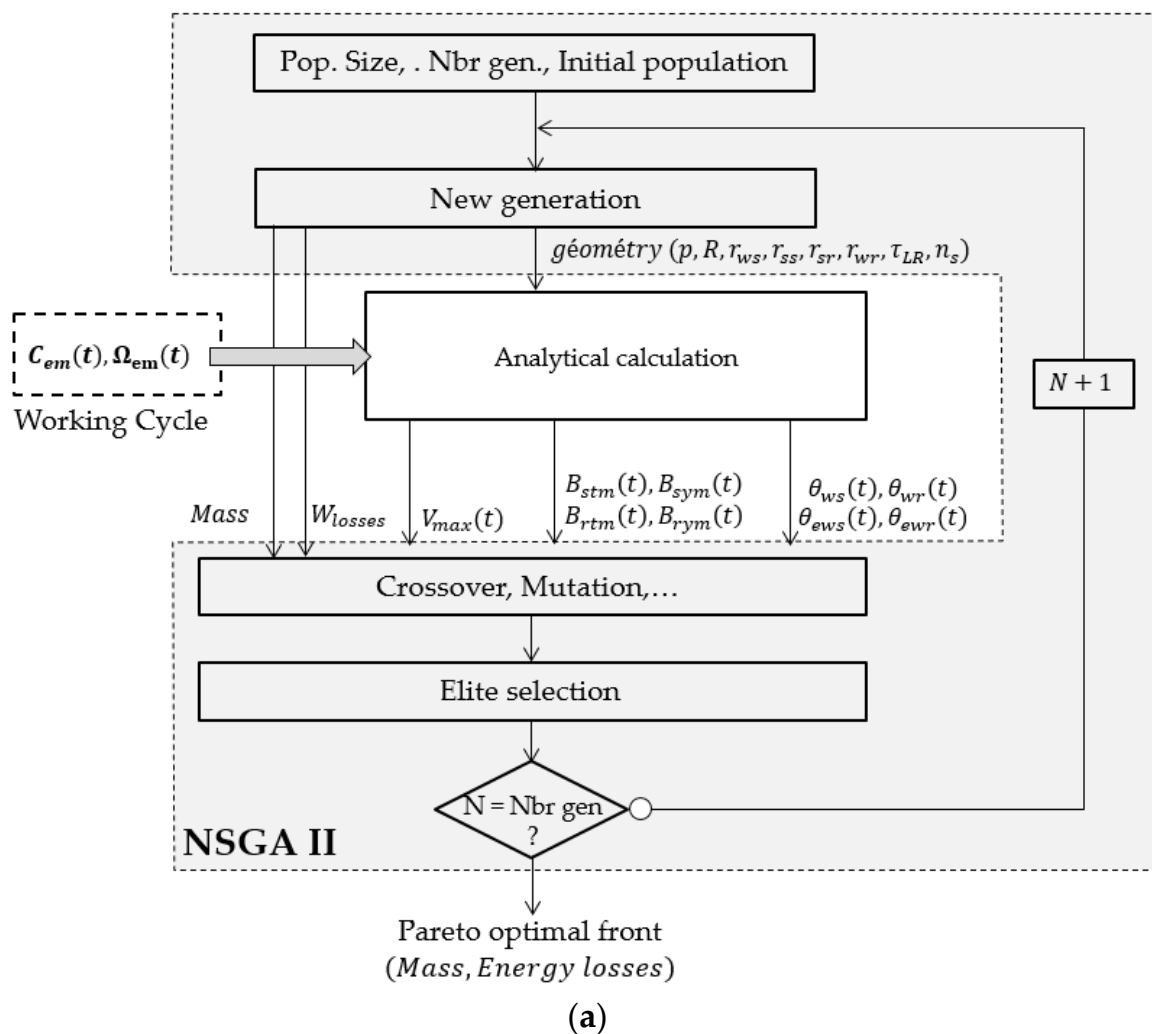 Pop. Size, . Nbr gen., Initial population
New generation
géométry (p, R, r_ws, r_ss, r_sr, r_wr, τ_LR, n_s)
C_em(t), Ω_em(t)
Working Cycle
Analytical calculation
N + 1
Mass
W_losses
V_max(t)
B_stm(t), B_sym(t)
B_rtm(t), B_rym(t)
θ_ws(t), θ_wr(t)
θ_ews(t), θ_ewr(t)
Crossover, Mutation,…
Elite selection
N = Nbr gen
?
NSGA II
Pareto optimal front
(Mass, Energy losses)
(a)